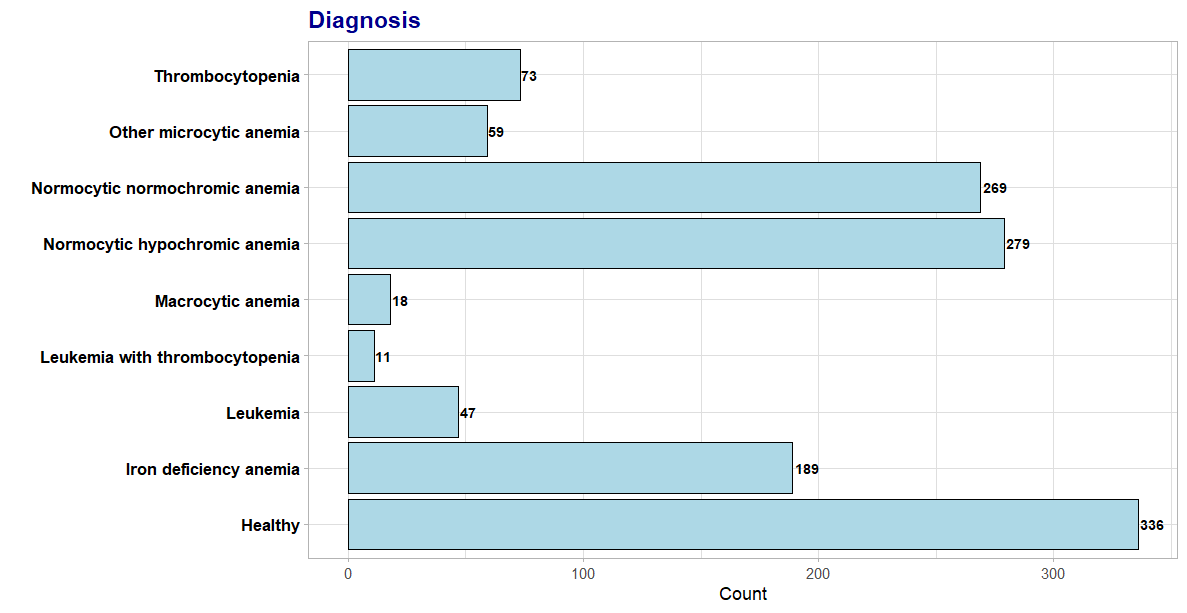 Diagnosis
Thrombocytopenia 73
Other microcytic anemia 59
Normocytic normochromic anemia 269
Normocytic hypochromic anemia 279
Macrocytic anemia 18
Leukemia with thrombocytopenia 11
Leukemia 47
Iron deficiency anemia 189
Healthy 336
0 100 200 300
Count